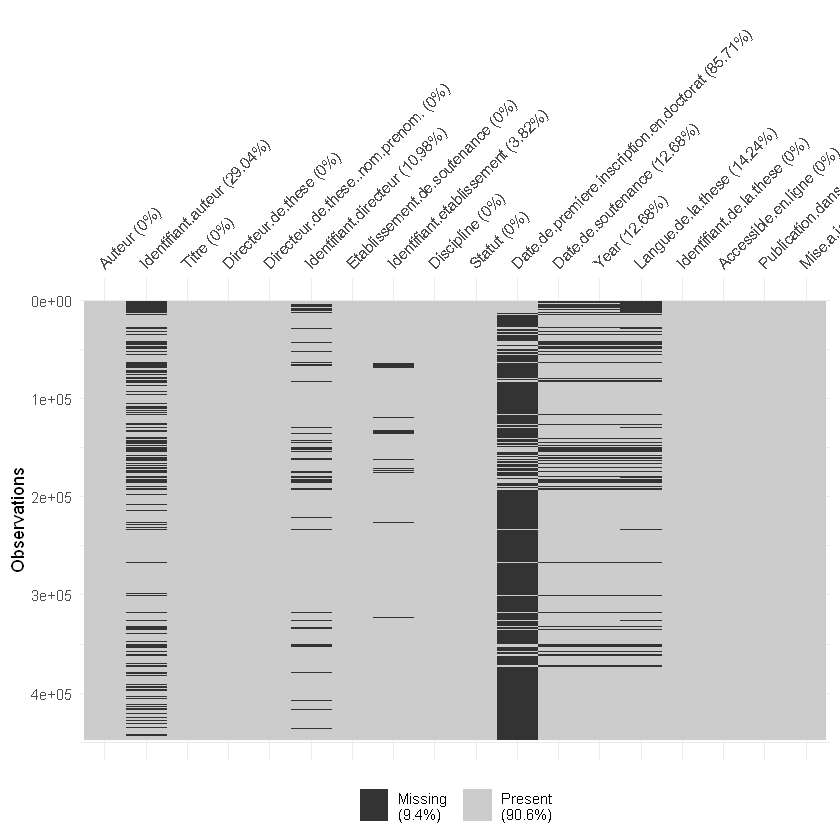 Auteur (0%)
Identifiant.auteur (29.04%)
Titre (0%)
Directeur.de.these (0%)
Directeur.de.these..nom.prenom. (0%)
Identifiant.directeur (10.98%)
Etablissement.de.soutenance (0%)
Identifiant.etablissement (3.82%)
Discipline (0%)
Statut (0%)
Date.de.premiere.inscription.en.doctorat (85.71%)
Date.de.soutenance (12.68%)
Year (12.68%)
Langue.de.la.these (14.24%)
Identifiant.de.la.these (0%)
Accessible.en.ligne (0%)
Publication.dans
Mise.a.j
0e+00
1e+05
2e+05
3e+05
4e+05
Observations
Missing
(9.4%)
Present
(90.6%)